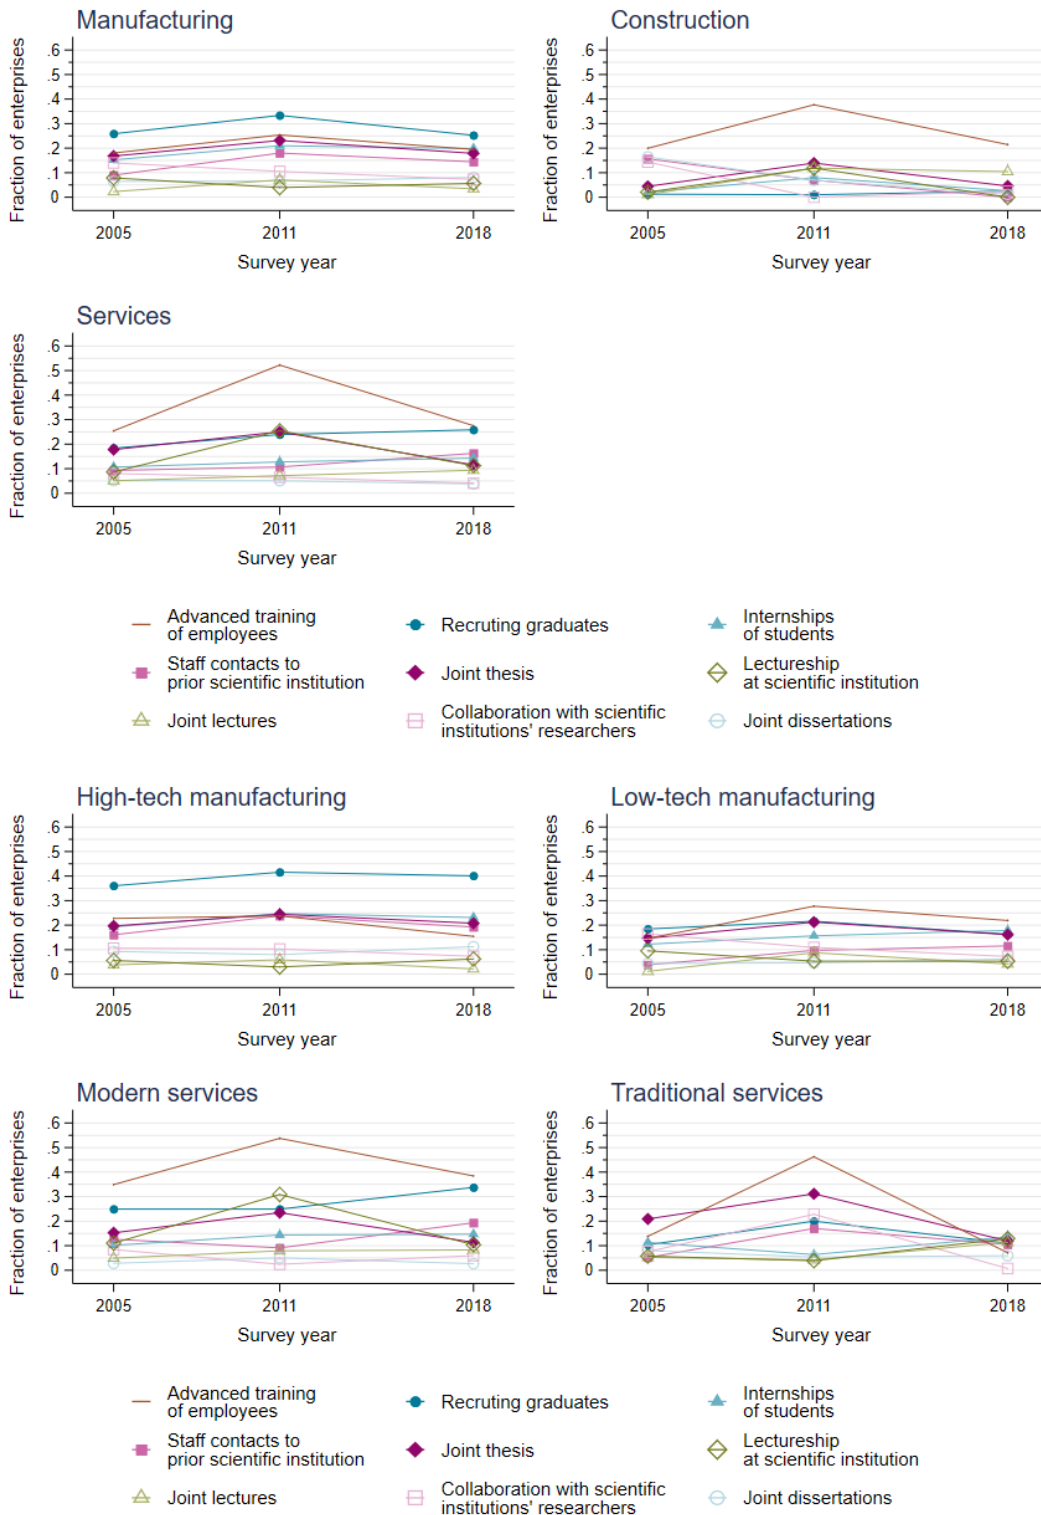 Manufacturing
Fraction of enterprises
.6
.5
.4
.3
.2
.1
0
2005
2011
2018
Survey year
Construction
Fraction of enterprises
.6
.5
.4
.3
.2
.1
0
2005
2011
2018
Survey year
Services
Fraction of enterprises
.6
.5
.4
.3
.2
.1
0
2005
2011
2018
Survey year
Advanced training
of employees
Recruting graduates
Internships
of students
Staff contacts to
prior scientific institution
Joint thesis
Lectureship
at scientific institution
Joint lectures
Collaboration with scientific
institutions' researchers
Joint dissertations
High-tech manufacturing
Fraction of enterprises
.6
.5
.4
.3
.2
.1
0
2005
2011
2018
Survey year
Low-tech manufacturing
Fraction of enterprises
.6
.5
.4
.3
.2
.1
0
2005
2011
2018
Survey year
Modern services
Fraction of enterprises
.6
.5
.4
.3
.2
.1
0
2005
2011
2018
Survey year
Traditional services
Fraction of enterprises
.6
.5
.4
.3
.2
.1
0
2005
2011
2018
Survey year
Advanced training
of employees
Recruting graduates
Internships
of students
Staff contacts to
prior scientific institution
Joint thesis
Lectureship
at scientific institution
Joint lectures
Collaboration with scientific
institutions' researchers
Joint dissertations